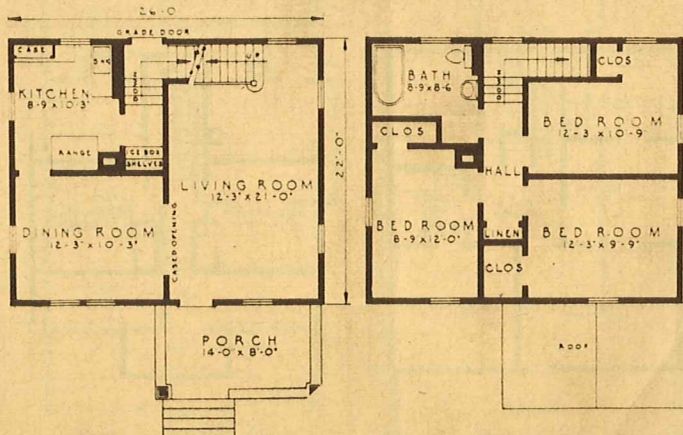 26-0
GRADE DOOR
CASE
SINK
UP
KITCHEN
8-9 x 10-3"
RANGE
ICE BOX
SHELVES
LIVING ROOM
12-3" x 21-0"
DINING ROOM
12-3" x 10-3"
CASED OPENING
22'-0"
PORCH
14-0" x 8'-0"
BATH
8-9 x 8-6
CLOS
CLOS
BED ROOM
12-3 x 10-9"
HALL
BED ROOM
8-9 x 12-0"
LINEN
BED ROOM
12-3" x 9-9"
CLOS
ROOF